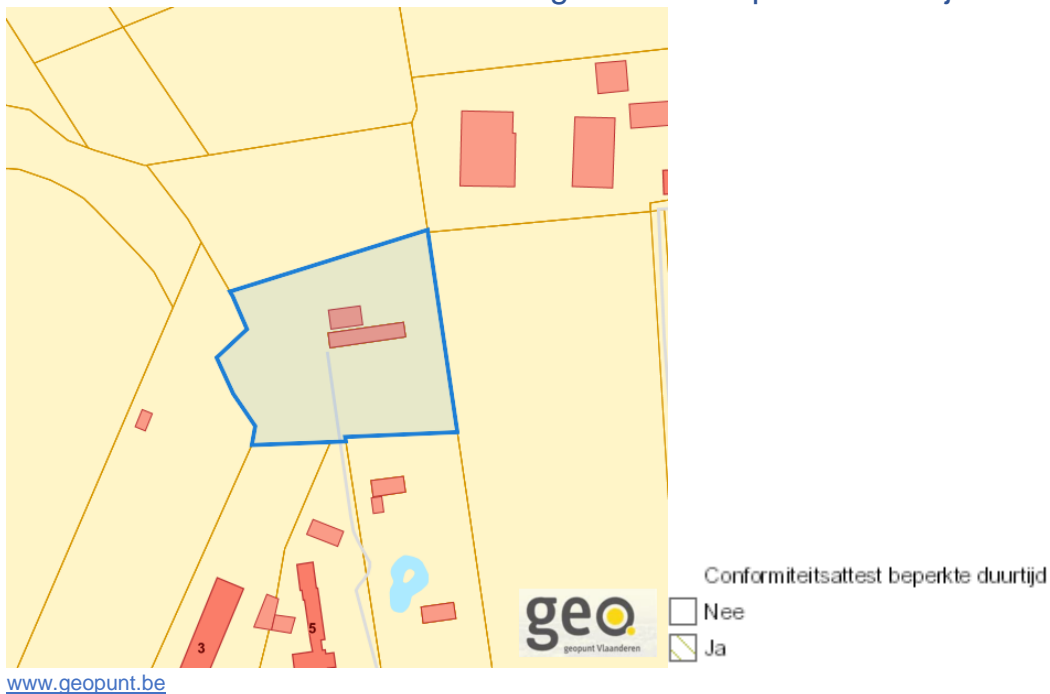 3
5
geo.
geopunt Vlaanderen
Conformiteitsattest beperkte duurtijd
Nee
Ja
www.geopunt.be